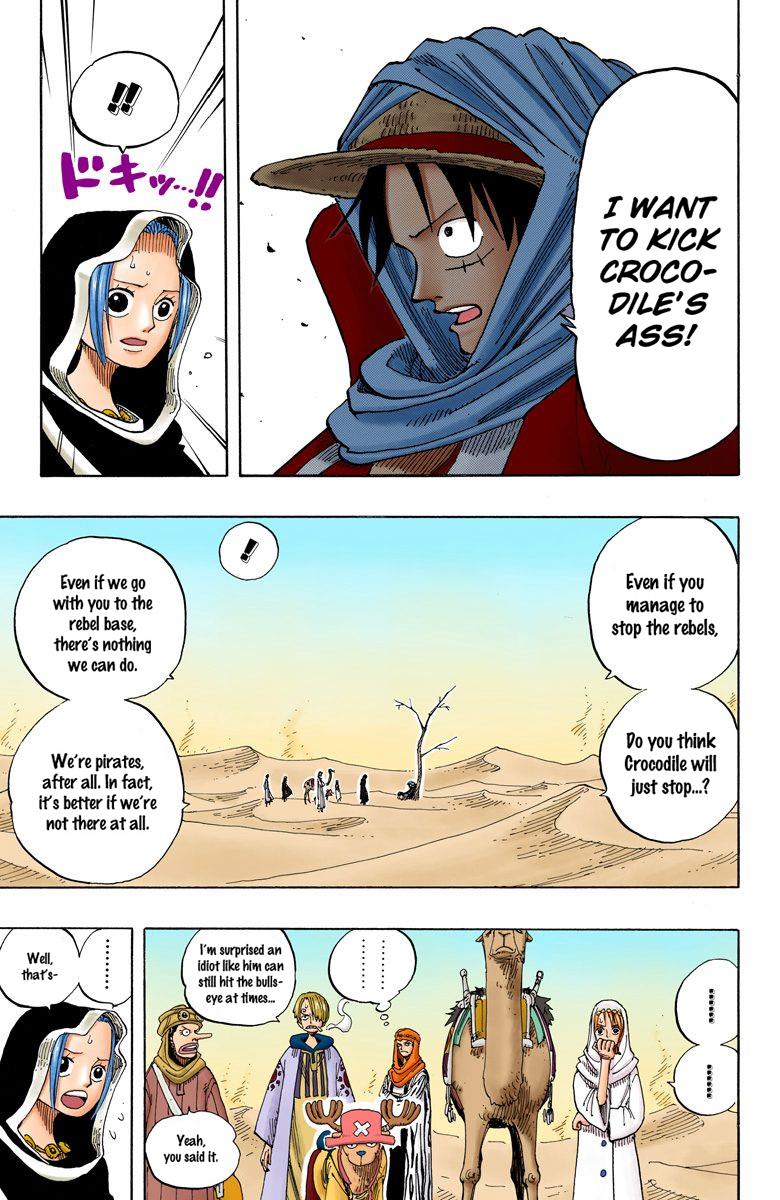 I WANT
TO KICK
CROCO-
DILE'S
ASS!
!!
ドキッ…!!
Even if you
manage to
stop the rebels,
Do you think
Crocodile will
just stop...?
!
Even if we go
with you to the
rebel base,
there's nothing
we can do.
We're pirates,
after all. In fact,
it's better if we're
not there at all.
.........
.........
.........
I'm surprised an
idiot like him can
still hit the bulls-
eye at times...
Yeah,
you said it.
.........
Well,
that's-